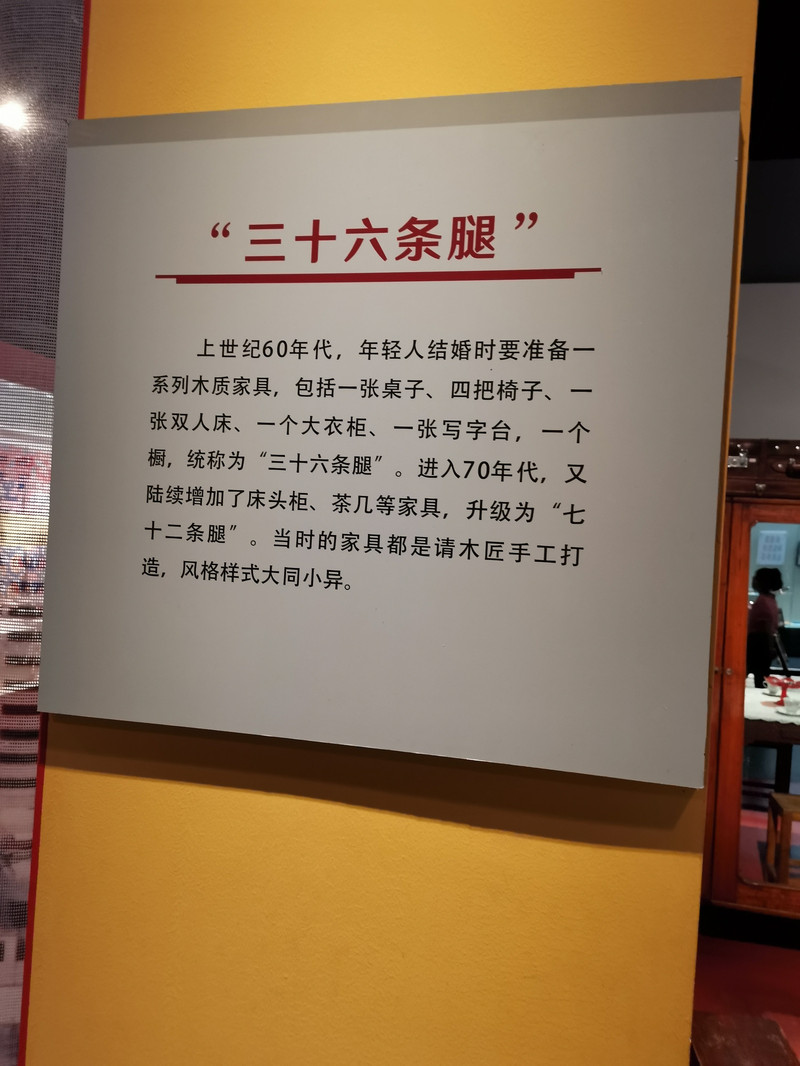 “三十六条腿”
上世纪60年代，年轻人结婚时要准备一
系列木质家具，包括一张桌子、四把椅子、一
张双人床、一个大衣柜、一张写字台，一个
橱，统称为“三十六条腿”。进入70年代，又
陆续增加了床头柜、茶几等家具，升级为“七
十二条腿”。当时的家具都是请木匠手工打
造，风格样式大同小异。